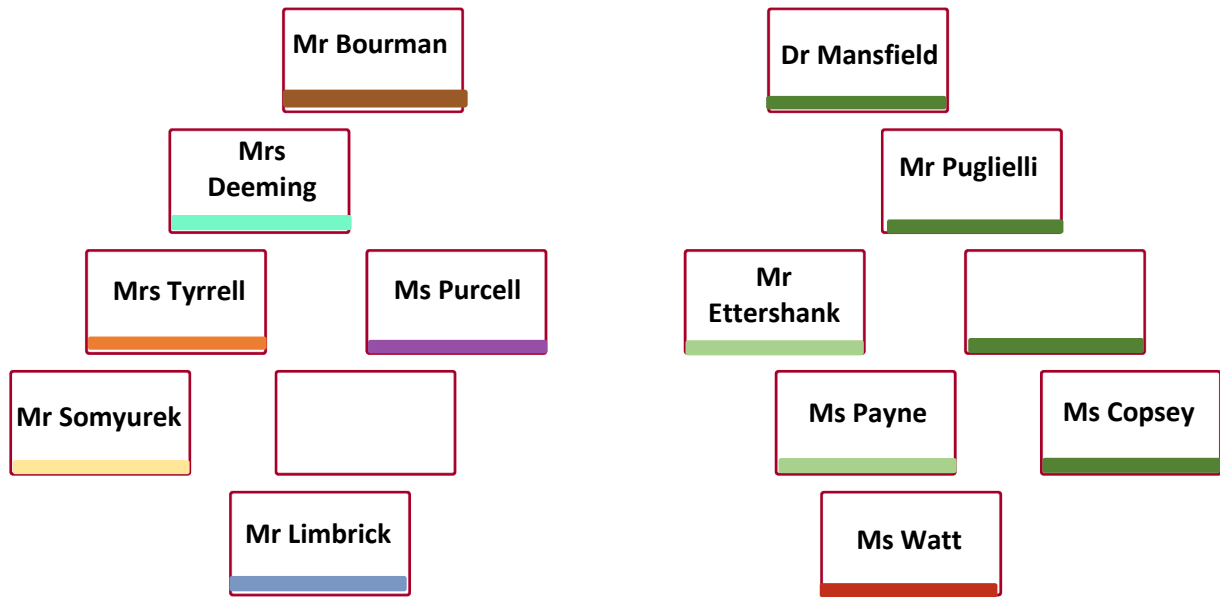 Mr Bourman
Dr Mansfield
Mrs
Deeming
Mr Puglielli
Mrs Tyrrell
Ms Purcell
Mr
Ettershank
Mr Somyurek
Ms Payne
Ms Copsey
Mr Limbrick
Ms Watt